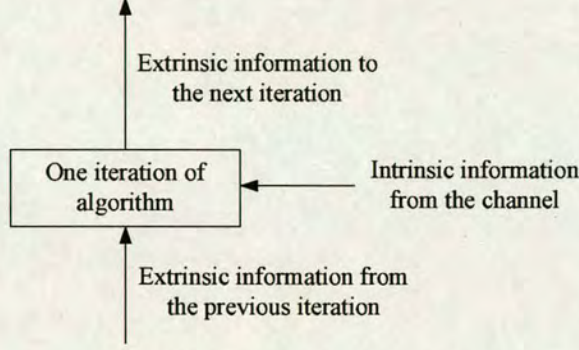 Extrinsic information to
the next iteration
One iteration of
algorithm
Intrinsic information
from the channel
Extrinsic information from
the previous iteration